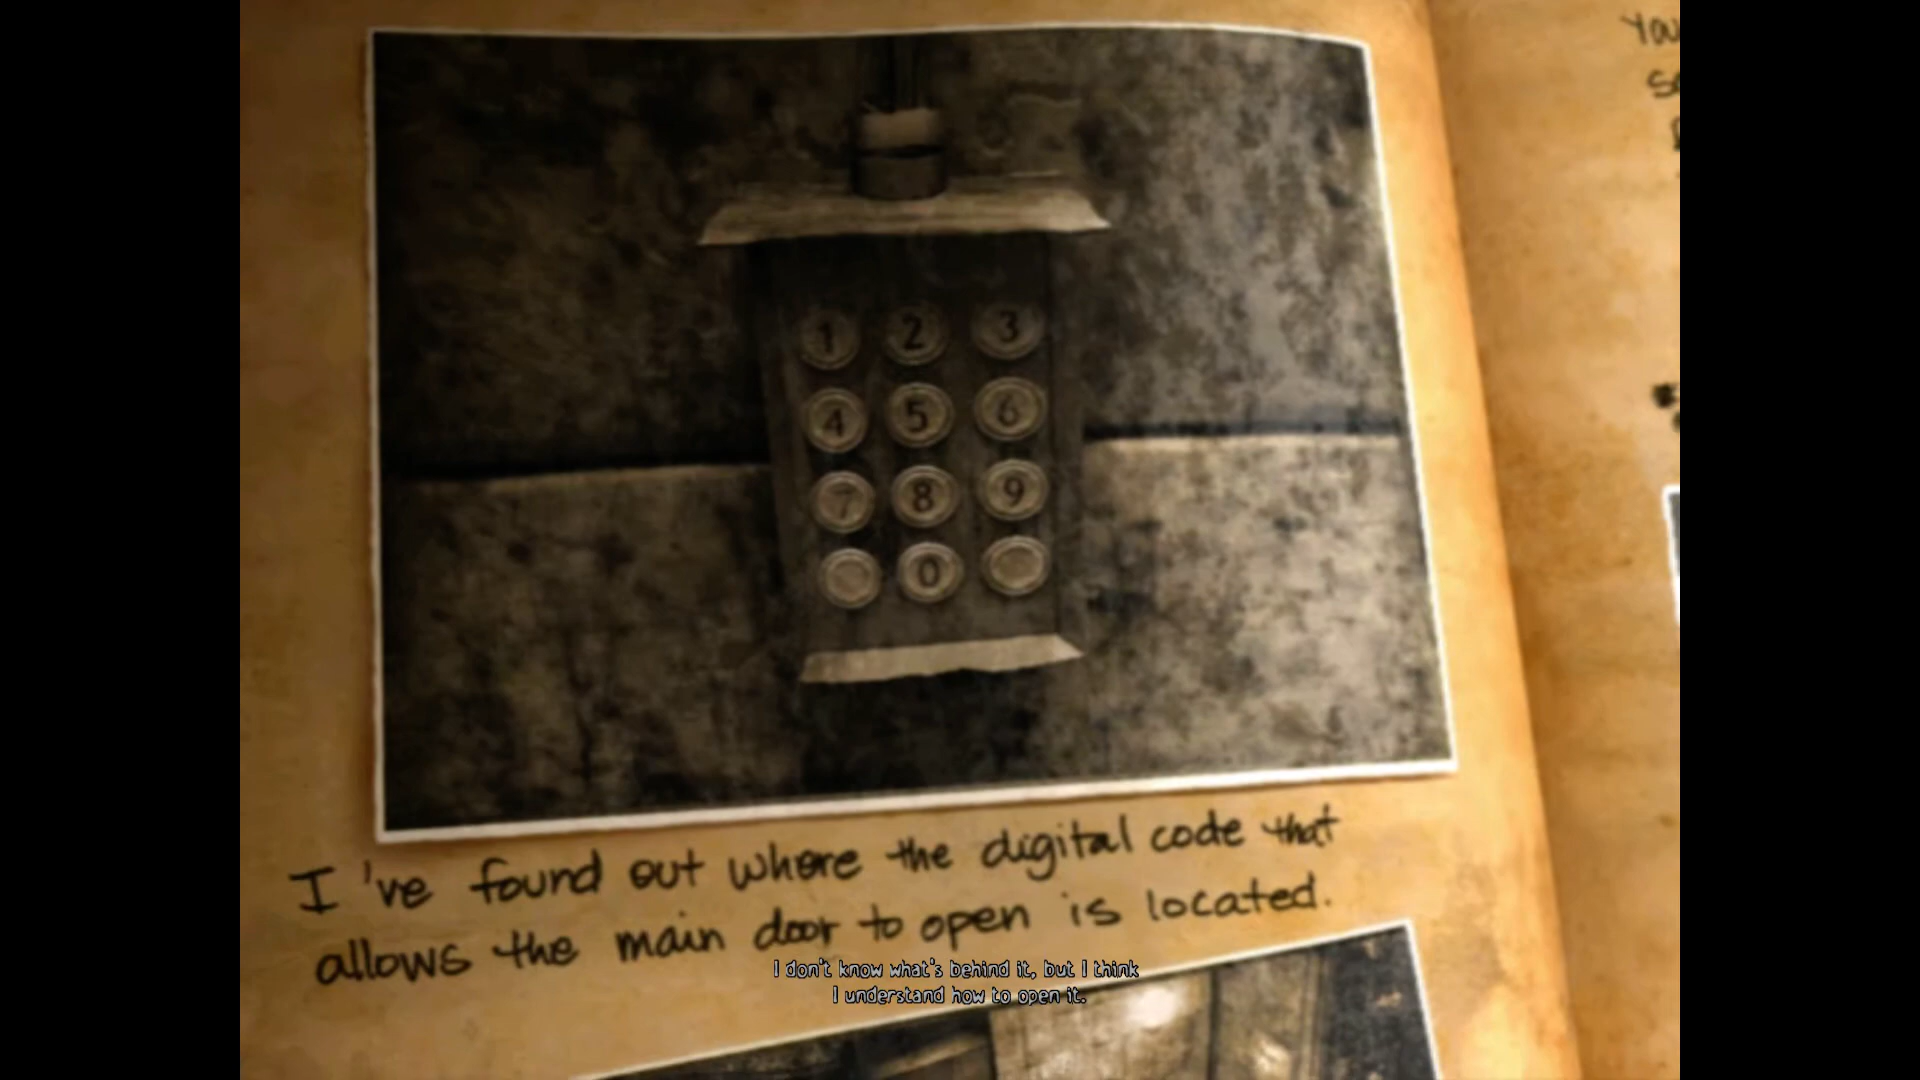 1 2 3
4 5 6
7 8 9
0
I've found out where the digital code that
allows the main door to open is located.
I don't know what's behind it, but I think
I understand how to open it.
You